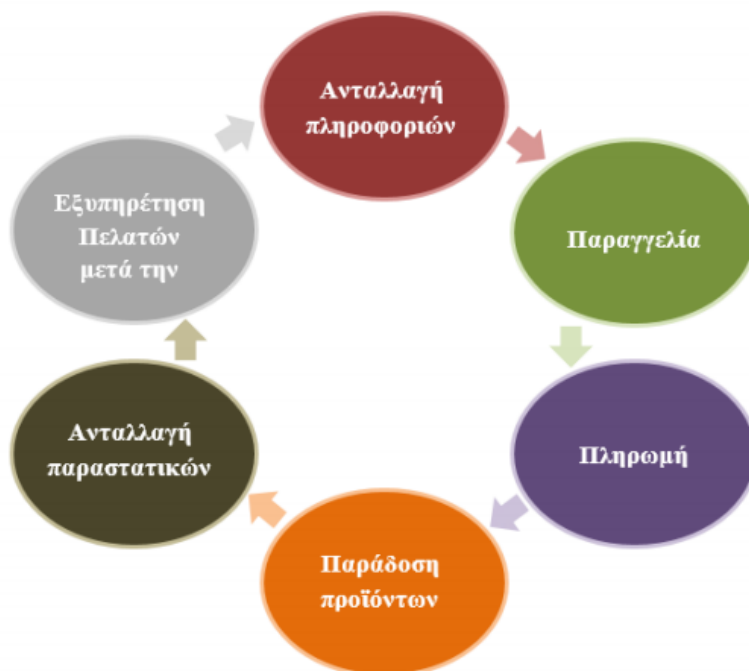 Ανταλλαγή
πληροφοριών
Παραγγελία
Πληρωμή
Παράδοση
προϊόντων
Ανταλλαγή
παραστατικών
Εξυπηρέτηση
Πελατών
μετά την